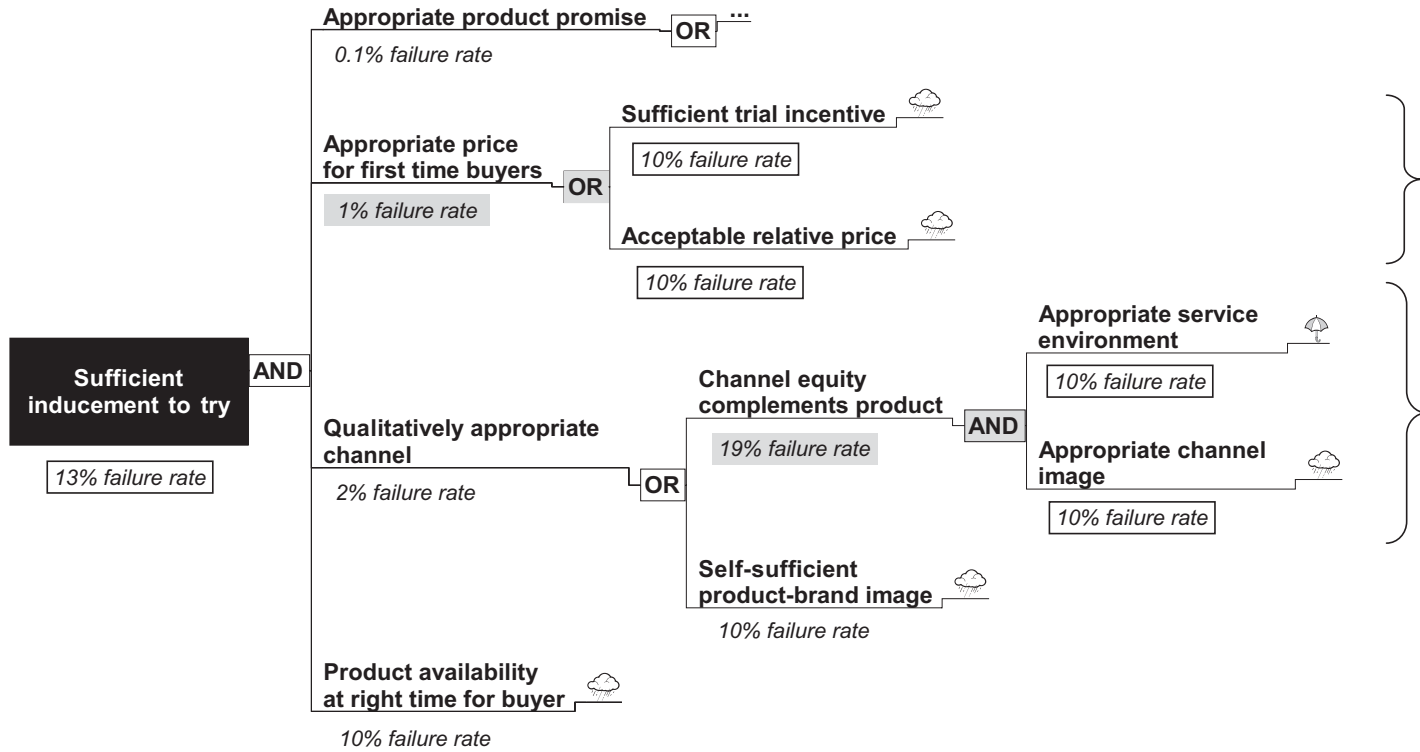 Appropriate product promise
0.1% failure rate
OR
...
Appropriate price
for first time buyers
1% failure rate
OR
Sufficient trial incentive
10% failure rate
Acceptable relative price
10% failure rate
Sufficient
inducement to try
13% failure rate
AND
Qualitatively appropriate
channel
2% failure rate
OR
Channel equity
complements product
19% failure rate
AND
Appropriate service
environment
10% failure rate
Appropriate channel
image
10% failure rate
Self-sufficient
product-brand image
10% failure rate
Product availability
at right time for buyer
10% failure rate